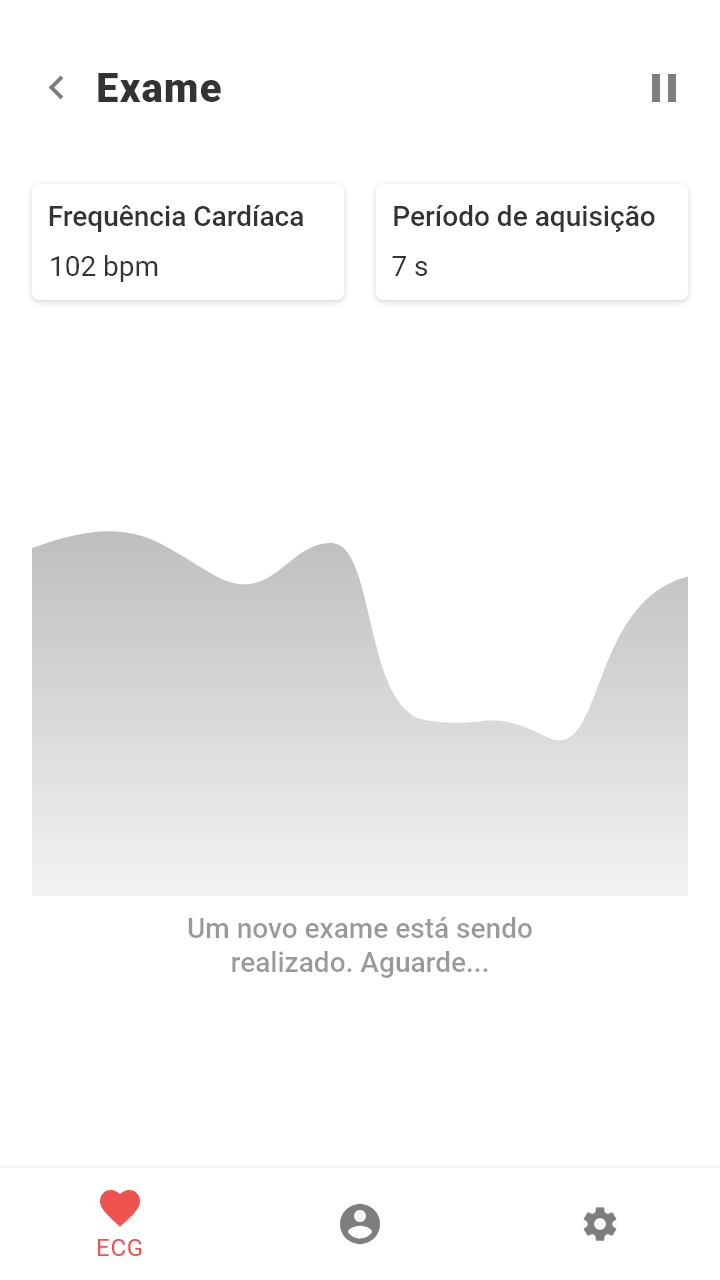 Exame
Frequência Cardíaca
102 bpm
Período de aquisição
7 s
Um novo exame está sendo
realizado. Aguarde...
ECG